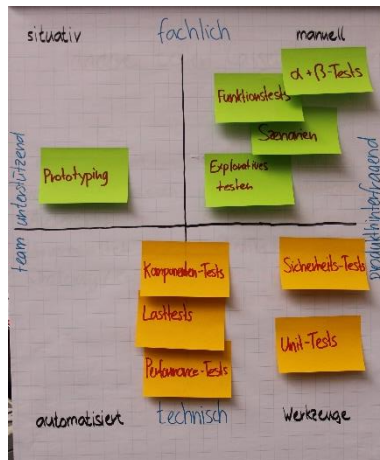 situativ
fachlich
manuell
α+β-Tests
Funktionstests
Szenarien
Exploratives
testen
Prototyping
team unterstützend
Produkthinterfragend
Komponenten-Tests
Lasttests
Performance-Tests
Sicherheits-Tests
Unit-Tests
automatisiert
technisch
Werkzeuge